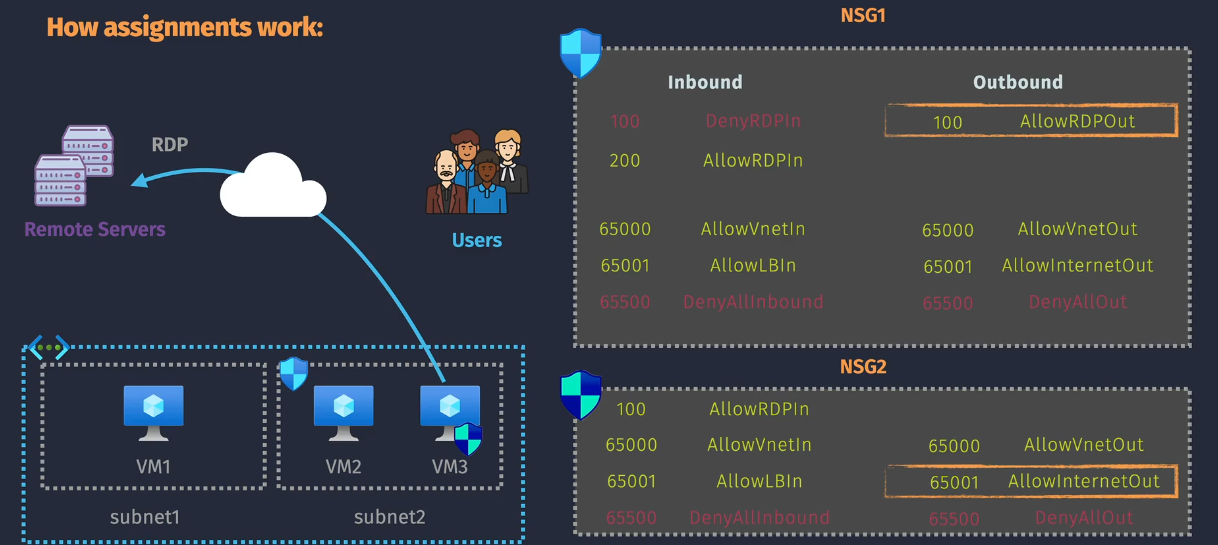 How assignments work:
RDP
Remote Servers
Users
VM1
VM2
VM3
subnet1
subnet2
NSG1
Inbound Outbound
100 DenyRDPIn 100 AllowRDPOut
200 AllowRDPIn
65000 AllowVnetIn 65000 AllowVnetOut
65001 AllowLBIn 65001 AllowInternetOut
65500 DenyAllInbound 65500 DenyAllOut
NSG2
100 AllowRDPIn
65000 AllowVnetIn 65000 AllowVnetOut
65001 AllowLBIn 65001 AllowInternetOut
65500 DenyAllInbound 65500 DenyAllOut